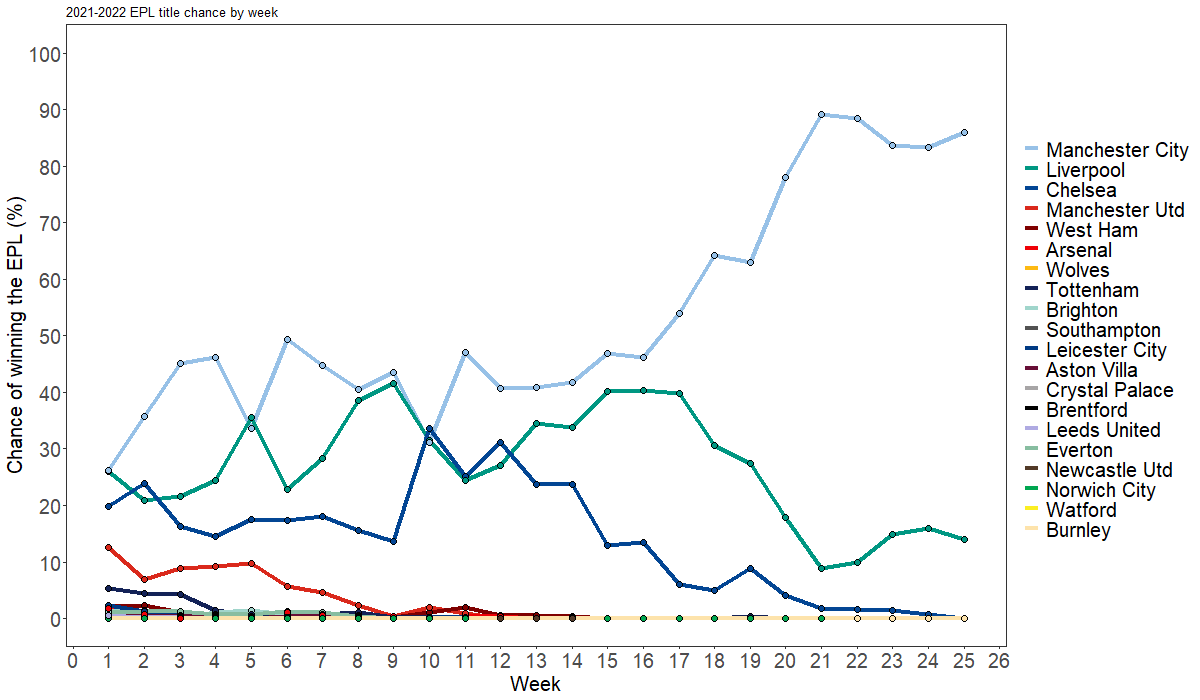 2021-2022 EPL title chance by week
Chance of winning the EPL (%)
100
90
80
70
60
50
40
30
20
10
0
0 1 2 3 4 5 6 7 8 9 10 11 12 13 14 15 16 17 18 19 20 21 22 23 24 25 26
Week
Manchester City
Liverpool
Chelsea
Manchester Utd
West Ham
Arsenal
Wolves
Tottenham
Brighton
Southampton
Leicester City
Aston Villa
Crystal Palace
Brentford
Leeds United
Everton
Newcastle Utd
Norwich City
Watford
Burnley